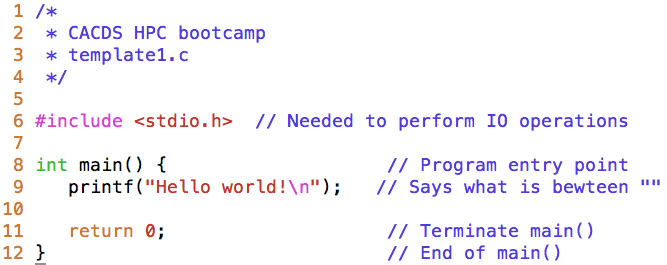 1 /*
2  * CACDS HPC bootcamp
3  * template1.c
4  */
5
6 #include <stdio.h>  // Needed to perform IO operations
7
8 int main() {                    // Program entry point
9    printf("Hello world!\n");   // Says what is bewteen ""
10
11    return 0;                    // Terminate main()
12 }                               // End of main()